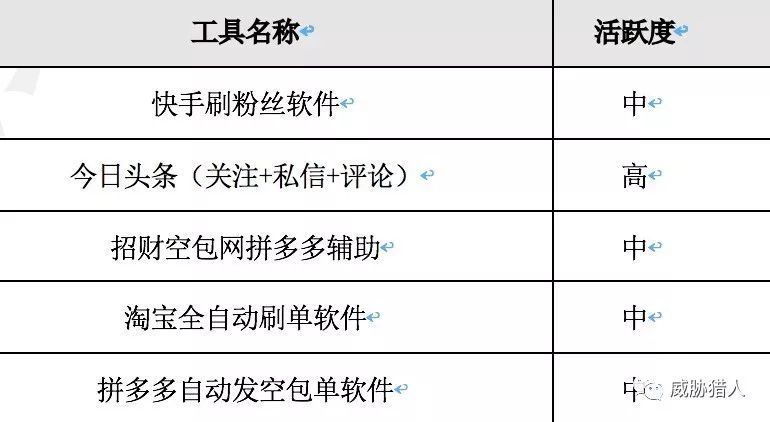 工具名称 活跃度
快手刷粉丝软件 中
今日头条（关注+私信+评论） 高
招财空包网拼多多辅助 中
淘宝全自动刷单软件 中
拼多多自动发空包单软件 中
威胁猎人